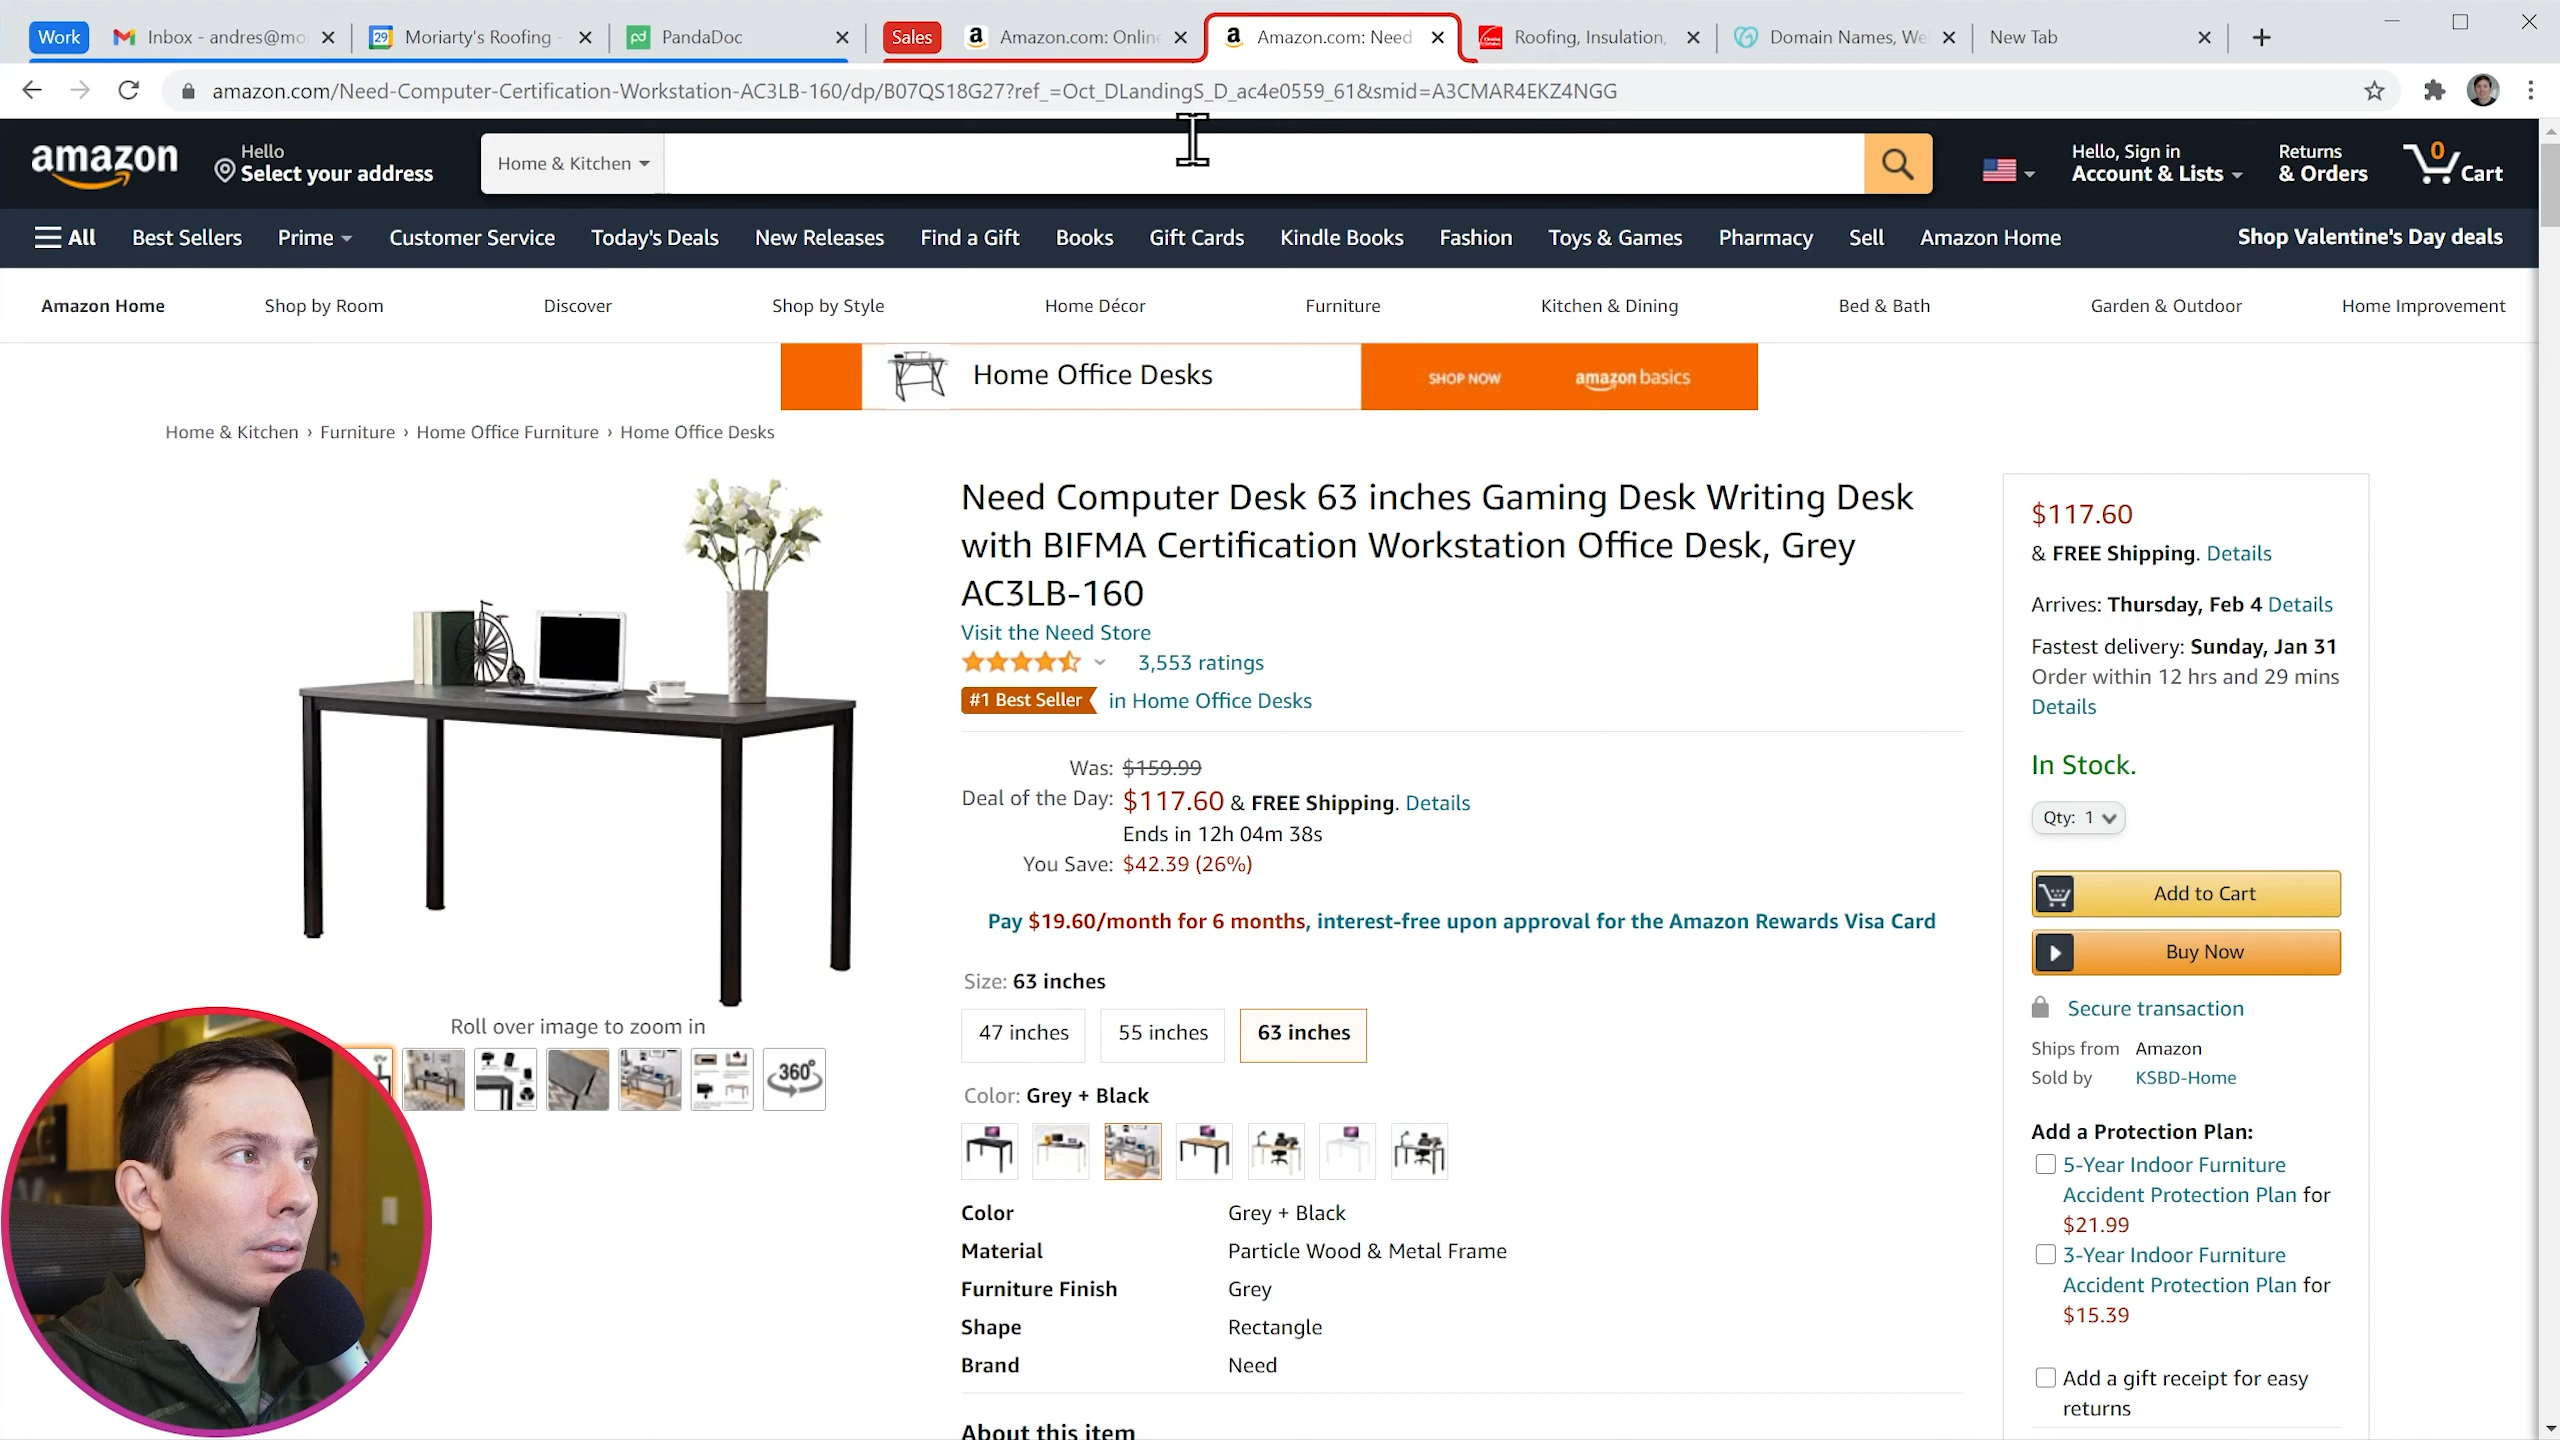 Work
Inbox - andres@mo
29
Moriarty's Roofing -
pd
PandaDoc
Sales
Amazon.com: Online
Amazon.com: Need
Roofing, Insulation,
Domain Names, We
New Tab
amazon.com/Need-Computer-Certification-Workstation-AC3LB-160/dp/B07QS18G27?ref_=Oct_DLandingS_D_ac4e0559_61&smid=A3CMAR4EKZ4NGG
amazon
Hello
Select your address
Home & Kitchen
Hello, Sign in
Account & Lists
Returns
& Orders
0
Cart
All
Best Sellers
Prime
Customer Service
Today's Deals
New Releases
Find a Gift
Books
Gift Cards
Kindle Books
Fashion
Toys & Games
Pharmacy
Sell
Amazon Home
Shop Valentine's Day deals
Amazon Home
Shop by Room
Discover
Shop by Style
Home Décor
Furniture
Kitchen & Dining
Bed & Bath
Garden & Outdoor
Home Improvement
Home Office Desks
SHOP NOW
amazon basics
Home & Kitchen › Furniture › Home Office Furniture › Home Office Desks
Roll over image to zoom in
360°
Need Computer Desk 63 inches Gaming Desk Writing Desk
with BIFMA Certification Workstation Office Desk, Grey
AC3LB-160
Visit the Need Store
3,553 ratings
#1 Best Seller in Home Office Desks
Was: $159.99
Deal of the Day: $117.60 & FREE Shipping. Details
Ends in 12h 04m 38s
You Save: $42.39 (26%)
Pay $19.60/month for 6 months, interest-free upon approval for the Amazon Rewards Visa Card
Size: 63 inches
47 inches
55 inches
63 inches
Color: Grey + Black
Color Grey + Black
Material Particle Wood & Metal Frame
Furniture Finish Grey
Shape Rectangle
Brand Need
About this item
$117.60
& FREE Shipping. Details
Arrives: Thursday, Feb 4 Details
Fastest delivery: Sunday, Jan 31
Order within 12 hrs and 29 mins
Details
In Stock.
Qty: 1
Add to Cart
Buy Now
Secure transaction
Ships from Amazon
Sold by KSBD-Home
Add a Protection Plan:
5-Year Indoor Furniture
Accident Protection Plan for
$21.99
3-Year Indoor Furniture
Accident Protection Plan for
$15.39
Add a gift receipt for easy
returns